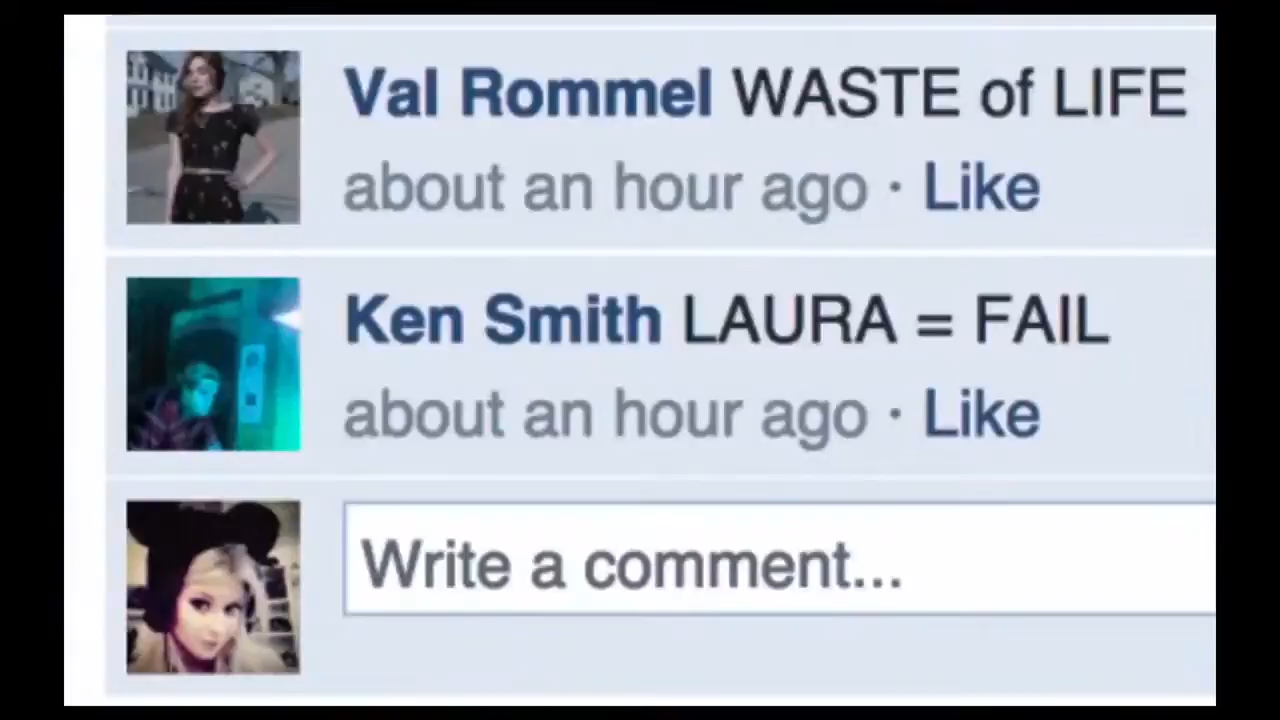 Val Rommel WASTE of LIFE
about an hour ago · Like
Ken Smith LAURA = FAIL
about an hour ago · Like
Write a comment...